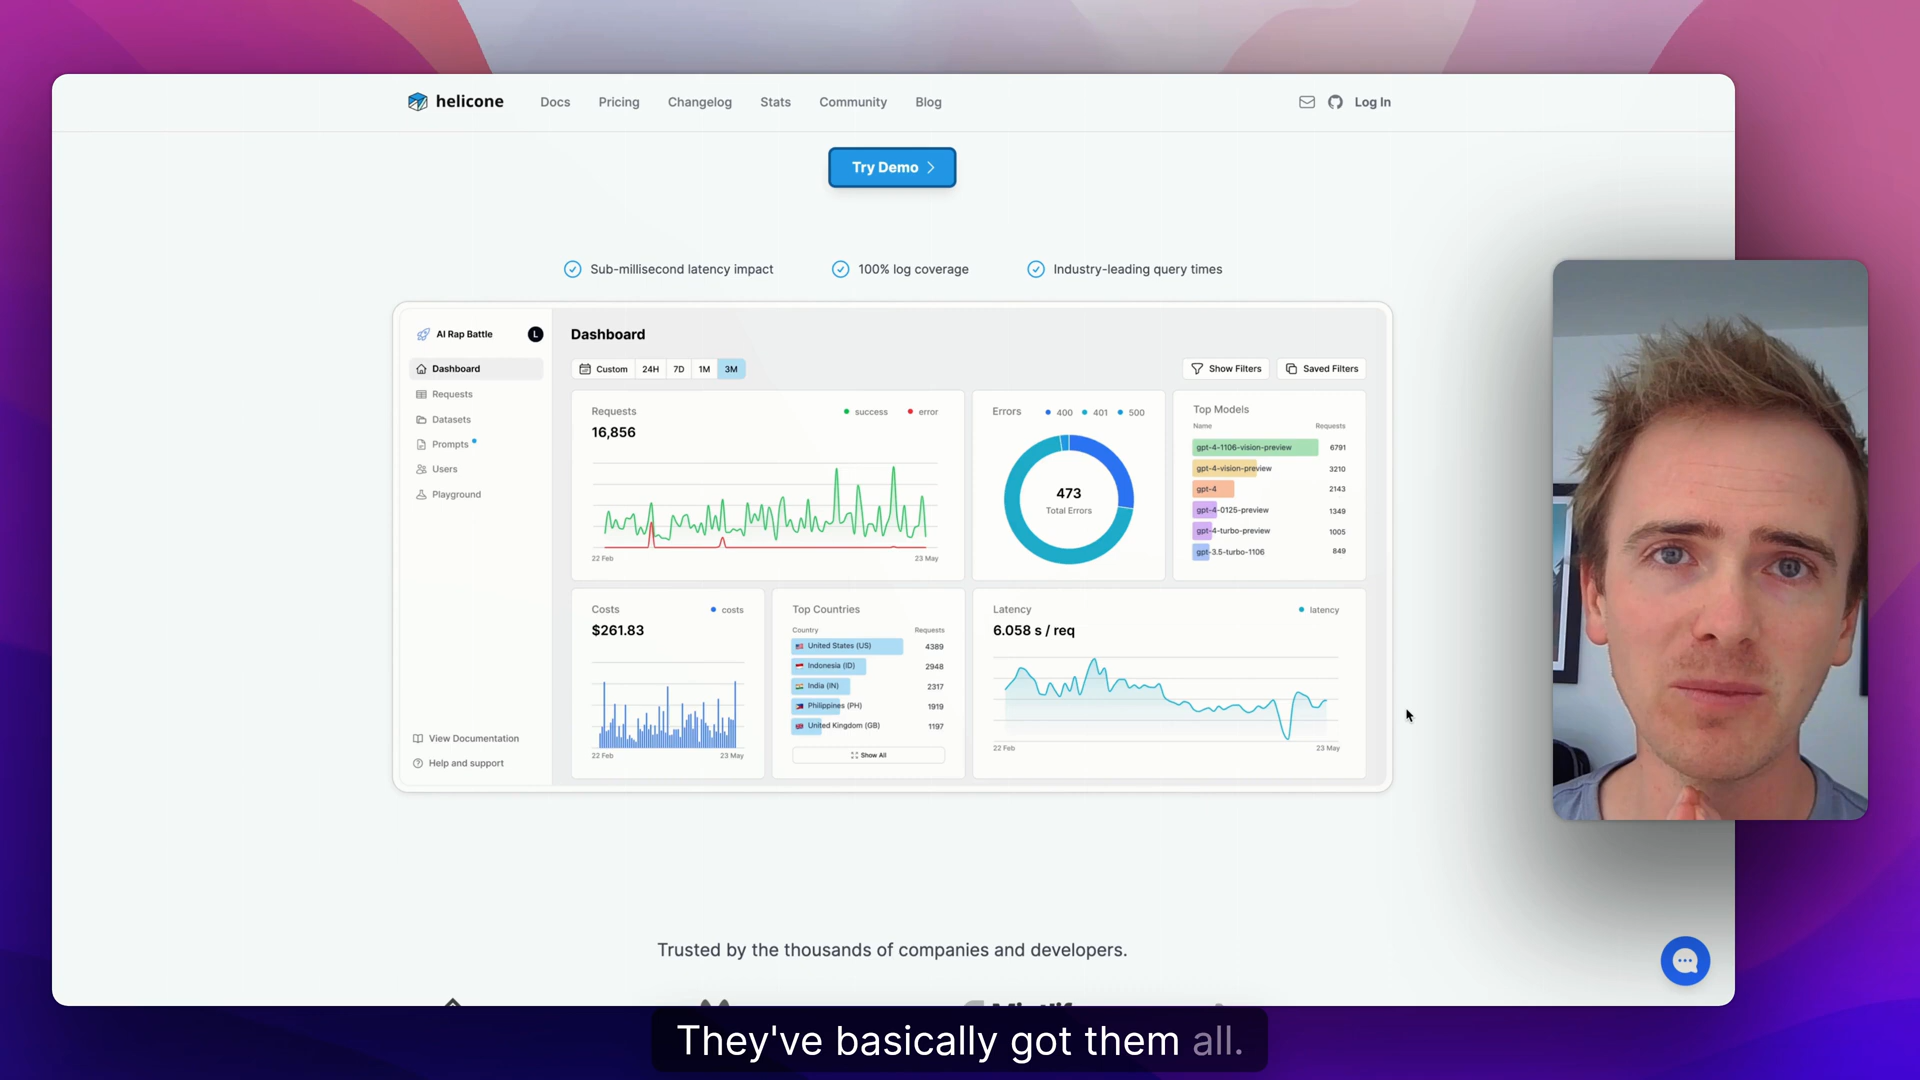 helicone
Docs
Pricing
Changelog
Stats
Community
Blog
Log In
Try Demo
Sub-millisecond latency impact
100% log coverage
Industry-leading query times
AI Rap Battle
L
Dashboard
Requests
Datasets
Prompts
Users
Playground
View Documentation
Help and support
Dashboard
Custom
24H
7D
1M
3M
Show Filters
Saved Filters
Requests
success
error
16,856
22 Feb
23 May
Errors
400
401
500
473
Total Errors
Top Models
Name
Requests
gpt-4-1106-vision-preview
6791
gpt-4-vision-preview
3210
gpt-4
2143
gpt-4-0125-preview
1349
gpt-4-turbo-preview
1005
gpt-3.5-turbo-1106
849
Costs
costs
$261.83
22 Feb
23 May
Top Countries
Country
Requests
United States (US)
4389
Indonesia (ID)
2948
India (IN)
2317
Philippines (PH)
1919
United Kingdom (GB)
1197
Show All
Latency
latency
6.058 s / req
22 Feb
23 May
Trusted by the thousands of companies and developers.
They've basically got them all.